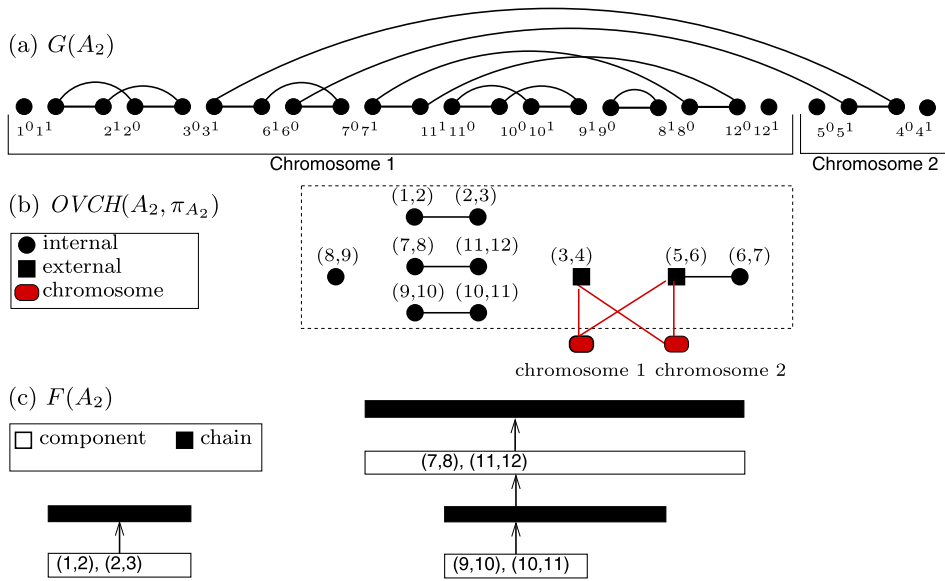 (a) G(A₂)
1⁰1¹ 2¹2⁰ 3⁰3¹ 6¹6⁰ 7⁰7¹ 11¹11⁰ 10⁰10¹ 9¹9⁰ 8¹8⁰ 12⁰12¹ 5⁰5¹ 4⁰4¹
Chromosome 1 Chromosome 2
(b) OVCH(A₂, π_A₂)
internal
external
chromosome
(1,2) (2,3)
(8,9) (7,8) (11,12) (3,4) (5,6) (6,7)
(9,10) (10,11)
chromosome 1 chromosome 2
(c) F(A₂)
component chain
(7,8), (11,12)
(1,2), (2,3) (9,10), (10,11)